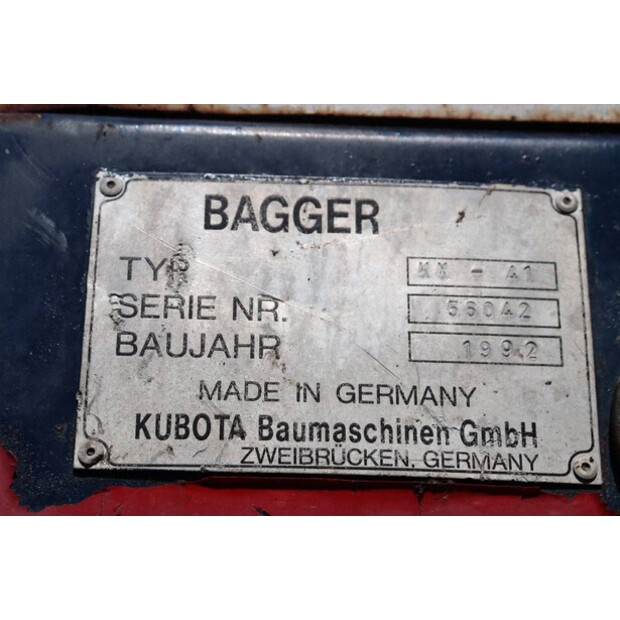 BAGGER
TYP - 41
SERIE NR. 56042
BAUJAHR 1992
MADE IN GERMANY
KUBOTA Baumaschinen GmbH
ZWEIBRÜCKEN, GERMANY